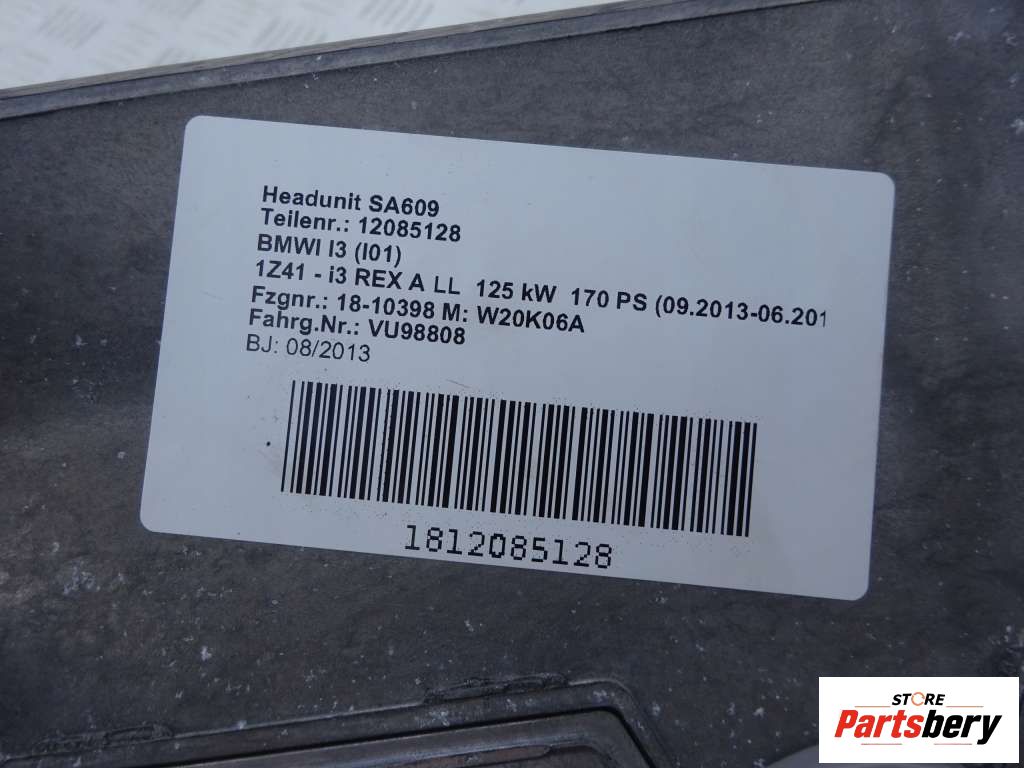 Headunit SA609
Teilenr.: 12085128
BMWI I3 (I01)
1Z41 - i3 REX A LL 125 kW 170 PS (09.2013-06.201
Fzgnr.: 18-10398 M: W20K06A
Fahrg.Nr.: VU98808
BJ: 08/2013
1812085128
STORE
Partsbery